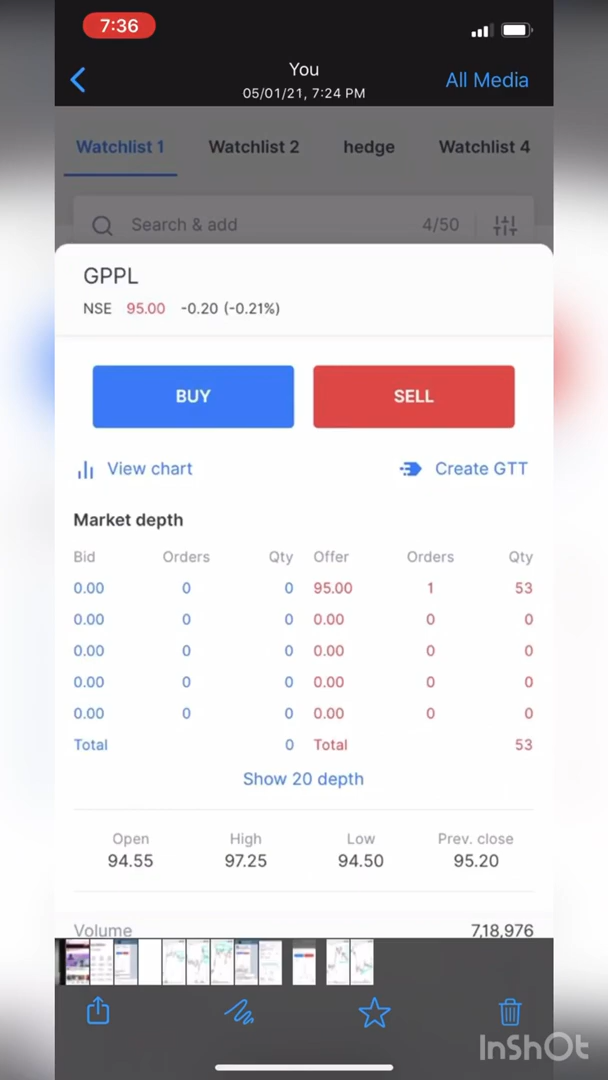 7:36
You
05/01/21, 7:24 PM
All Media
Watchlist 1 Watchlist 2 hedge Watchlist 4
Search & add 4/50
GPPL
NSE 95.00 -0.20 (-0.21%)
BUY SELL
View chart Create GTT
Market depth
Bid Orders Qty Offer Orders Qty
0.00 0 0 95.00 1 53
0.00 0 0 0.00 0 0
0.00 0 0 0.00 0 0
0.00 0 0 0.00 0 0
0.00 0 0 0.00 0 0
Total 0 Total 53
Show 20 depth
Open High Low Prev. close
94.55 97.25 94.50 95.20
Volume 7,18,976
InShOt